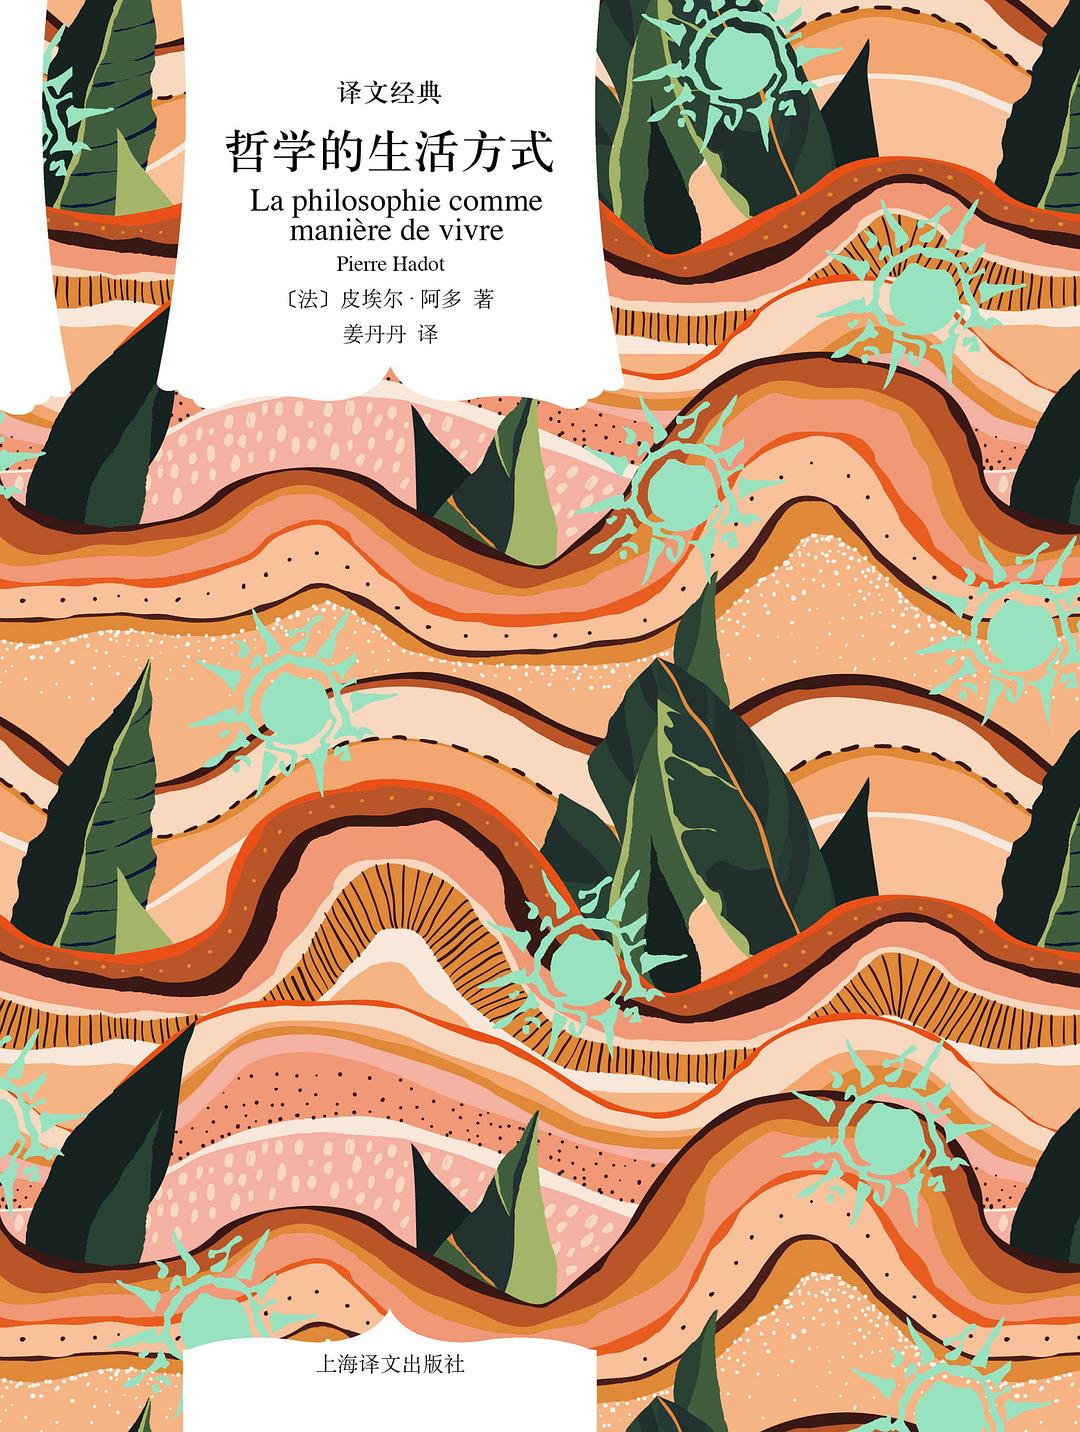 译文经典
哲学的生活方式
La philosophie comme
manière de vivre
Pierre Hadot
〔法〕皮埃尔·阿多 著
姜丹丹 译
上海译文出版社